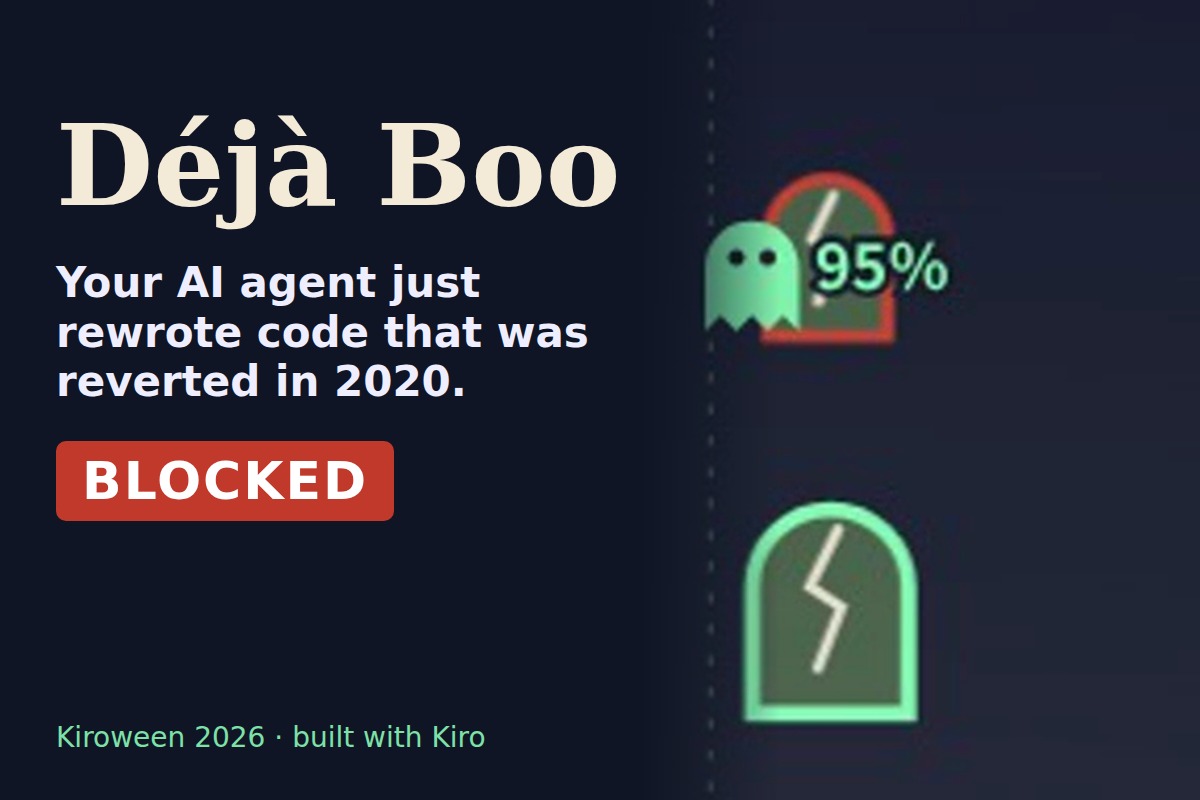 Déjà Boo
Your AI agent just
rewrote code that was
reverted in 2020.
BLOCKED
95%
Kiroween 2026 · built with Kiro